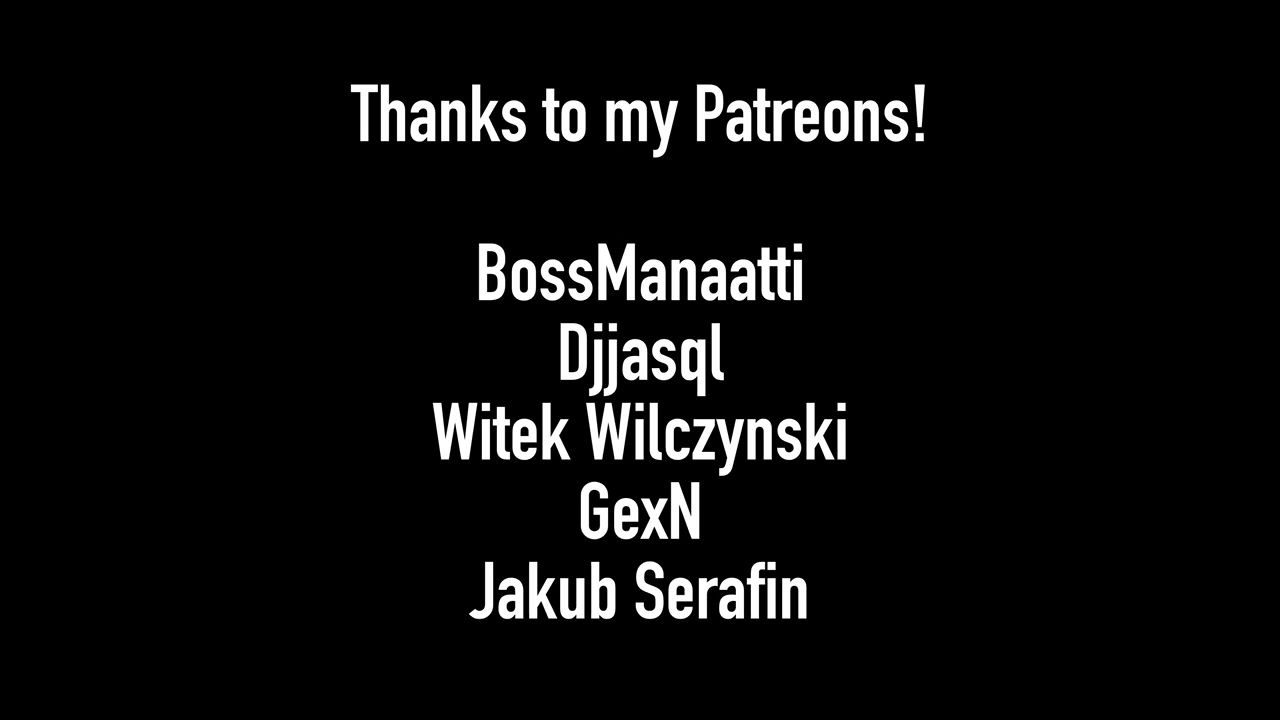 Thanks to my Patreons!
BossManaatti
Djjasql
Witek Wilczynski
GexN
Jakub Serafin